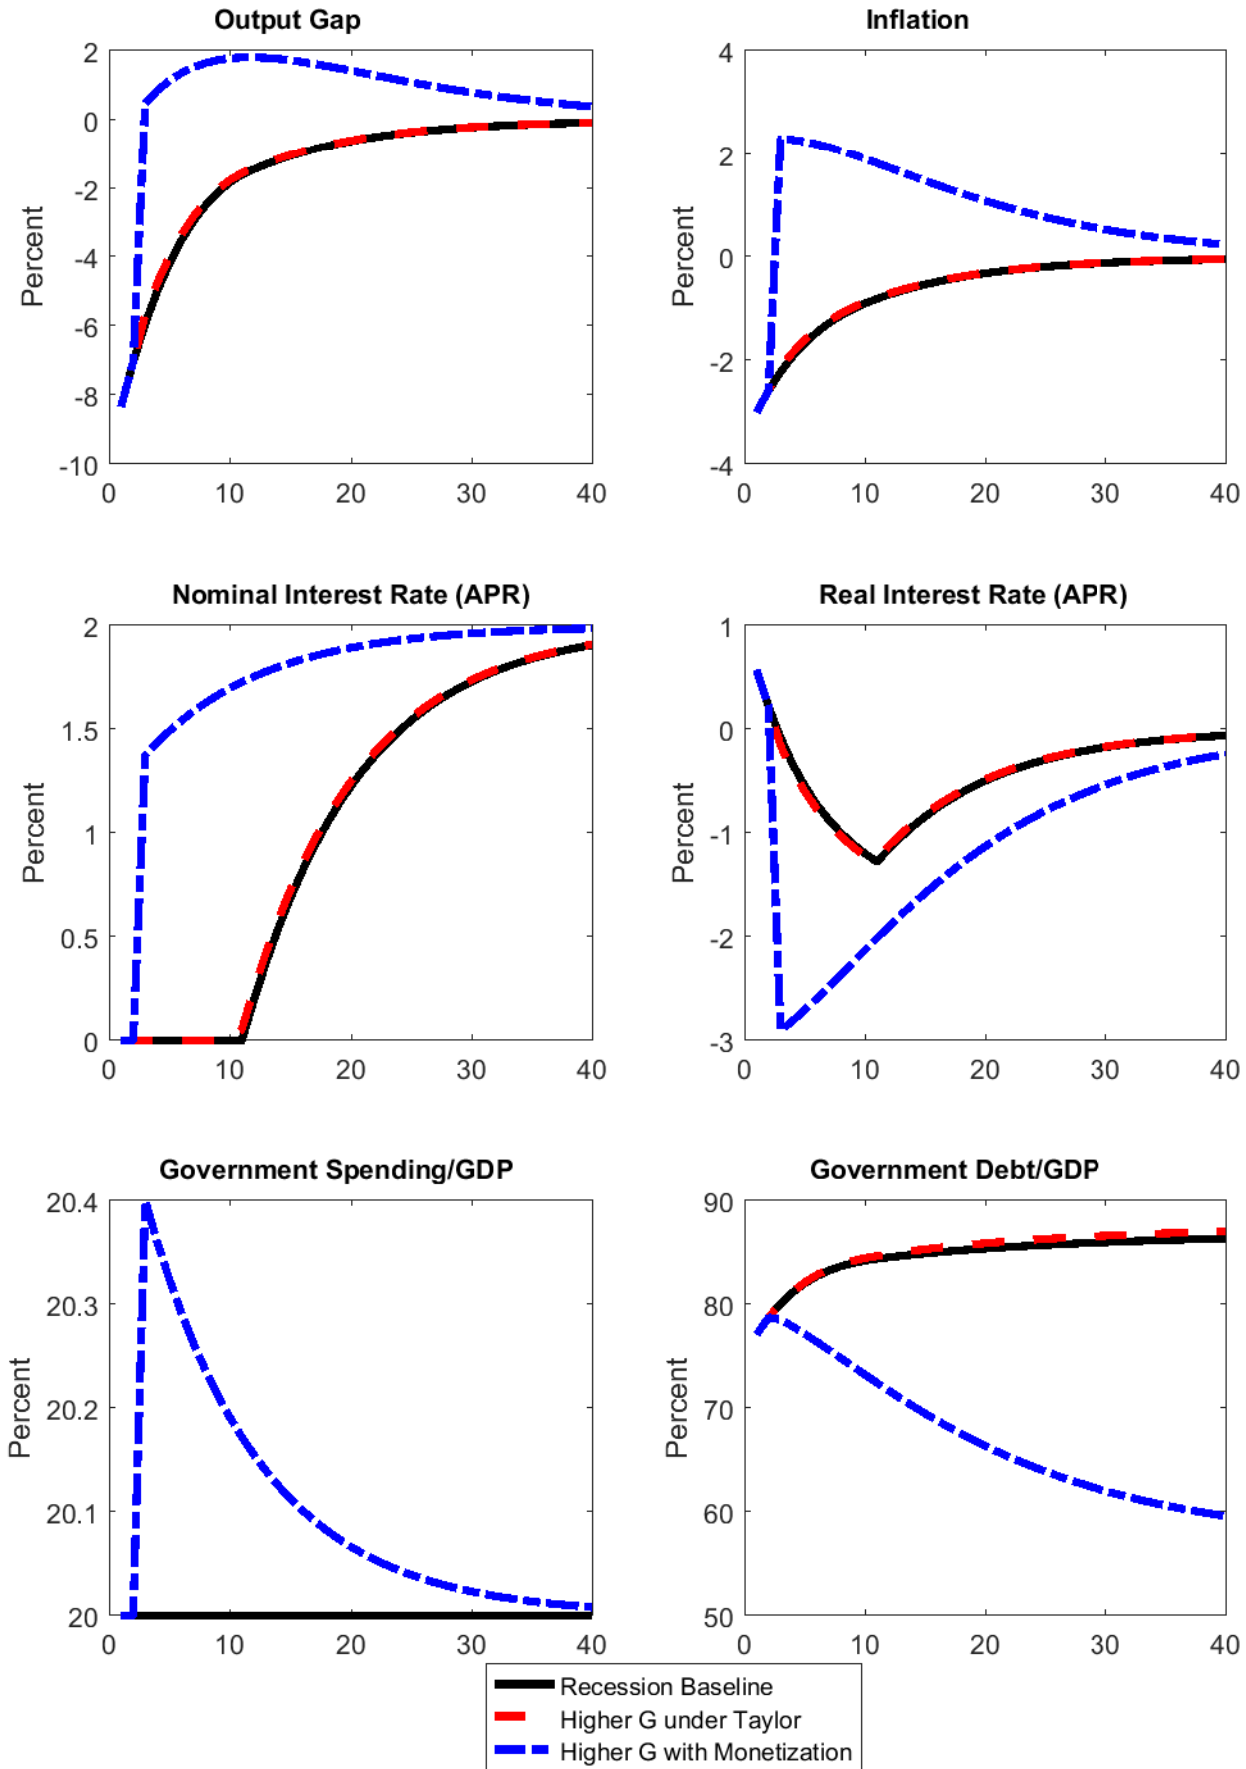 Output Gap
Percent
2
0
-2
-4
-6
-8
-10
0 10 20 30 40
Inflation
4
2
0
-2
-4
0 10 20 30 40
Nominal Interest Rate (APR)
Percent
2
1.5
1
0.5
0
0 10 20 30 40
Real Interest Rate (APR)
Percent
1
0
-1
-2
-3
0 10 20 30 40
Government Spending/GDP
Percent
20.4
20.3
20.2
20.1
20
0 10 20 30 40
Government Debt/GDP
Percent
90
80
70
60
50
0 10 20 30 40
Recession Baseline
Higher G under Taylor
Higher G with Monetization